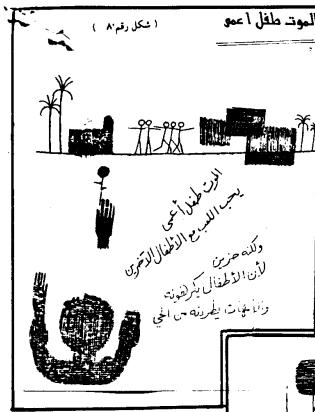 الموت طفل أعمى
( شكل رقم ٨٠ )
الموت طفل أعمى
يحب اللعب مع الأطفال الآخرين
ولكنه حزين
لأن الأطفال يكرهونه
والأمهات يطردنه من الحي